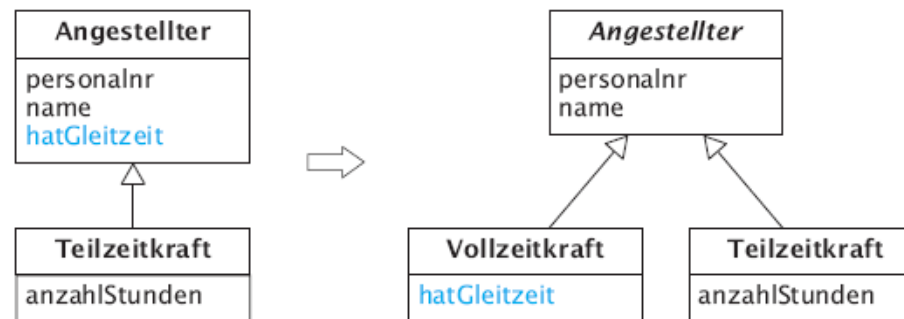 Angestellter
personalnr
name
hatGleitzeit
Teilzeitkraft
anzahlStunden
Angestellter
personalnr
name
Vollzeitkraft
hatGleitzeit
Teilzeitkraft
anzahlStunden